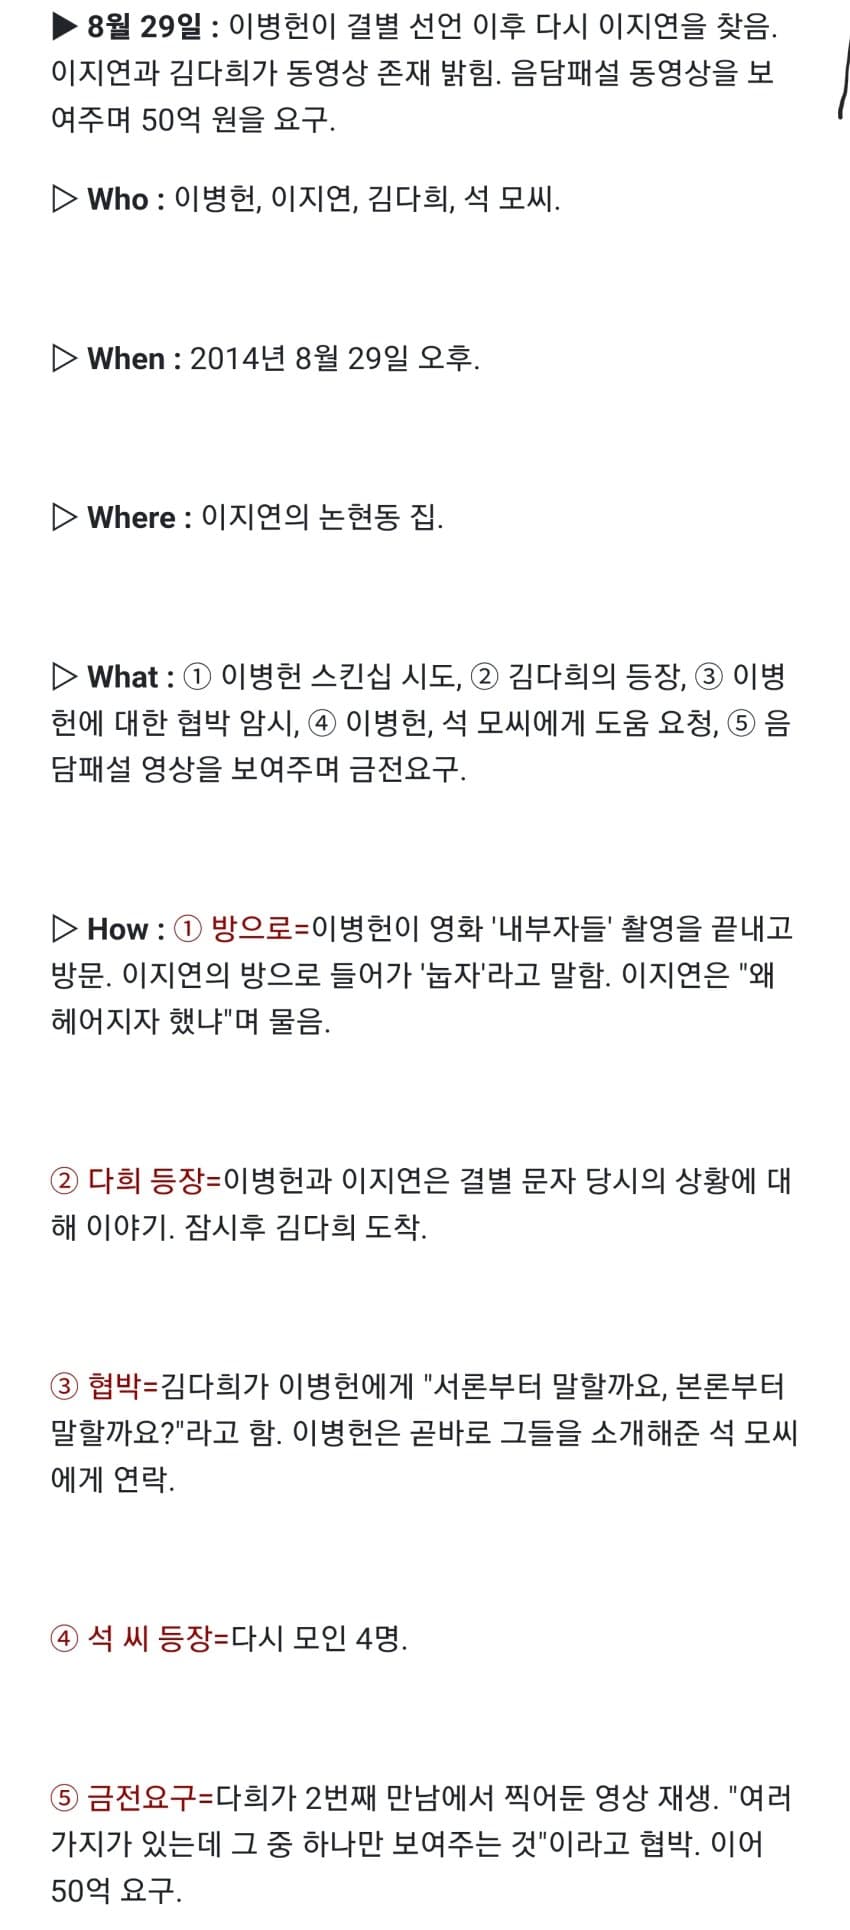 ▶ 8월 29일 : 이병헌이 결별 선언 이후 다시 이지연을 찾음.
이지연과 김다희가 동영상 존재 밝힘. 음담패설 동영상을 보
여주며 50억 원을 요구.
▷ Who : 이병헌, 이지연, 김다희, 석 모씨.
▷ When : 2014년 8월 29일 오후.
▷ Where : 이지연의 논현동 집.
▷ What : ① 이병헌 스킨십 시도, ② 김다희의 등장, ③ 이병
헌에 대한 협박 암시, ④ 이병헌, 석 모씨에게 도움 요청, ⑤ 음
담패설 영상을 보여주며 금전요구.
▷ How : ① 방으로=이병헌이 영화 '내부자들' 촬영을 끝내고
방문. 이지연의 방으로 들어가 '눕자'라고 말함. 이지연은 "왜
헤어지자 했냐"며 물음.
② 다희 등장=이병헌과 이지연은 결별 문자 당시의 상황에 대
해 이야기. 잠시후 김다희 도착.
③ 협박=김다희가 이병헌에게 "서론부터 말할까요, 본론부터
말할까요?"라고 함. 이병헌은 곧바로 그들을 소개해준 석 모씨
에게 연락.
④ 석 씨 등장=다시 모인 4명.
⑤ 금전요구=다희가 2번째 만남에서 찍어둔 영상 재생. "여러
가지가 있는데 그 중 하나만 보여주는 것"이라고 협박. 이어
50억 요구.